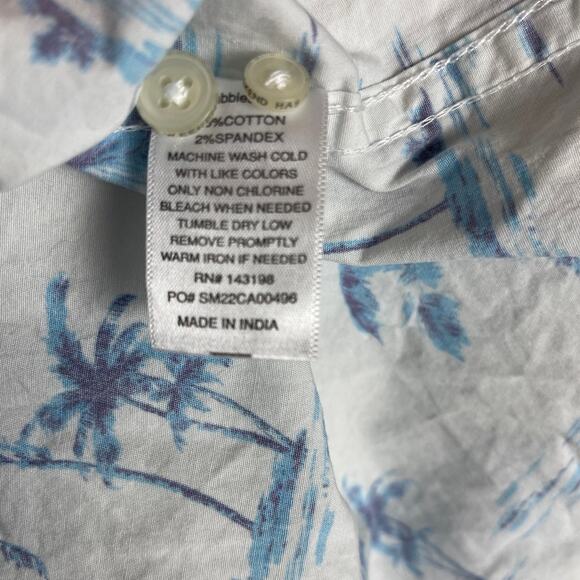 %COTTON
2%SPANDEX
MACHINE WASH COLD
WITH LIKE COLORS
ONLY NON CHLORINE
BLEACH WHEN NEEDED
TUMBLE DRY LOW
REMOVE PROMPTLY
WARM IRON IF NEEDED
RN# 143198
PO# SM22CA00496
MADE IN INDIA